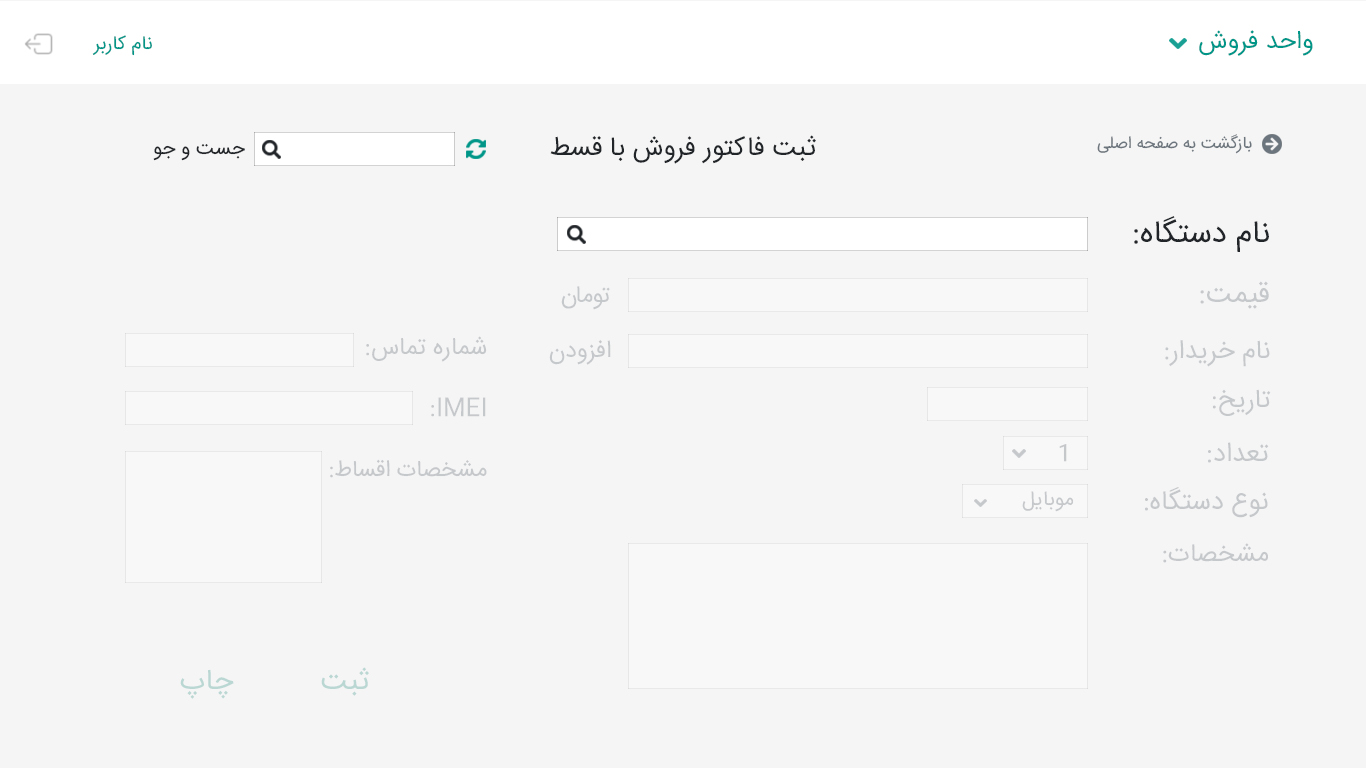 واحد فروش
نام کاربر
بازگشت به صفحه اصلی
ثبت فاکتور فروش با قسط
جست و جو
نام دستگاه:
قیمت:
تومان
نام خریدار:
افزودن
شماره تماس:
تاریخ:
IMEI:
تعداد:
1
مشخصات اقساط:
نوع دستگاه:
موبایل
مشخصات:
ثبت
چاپ